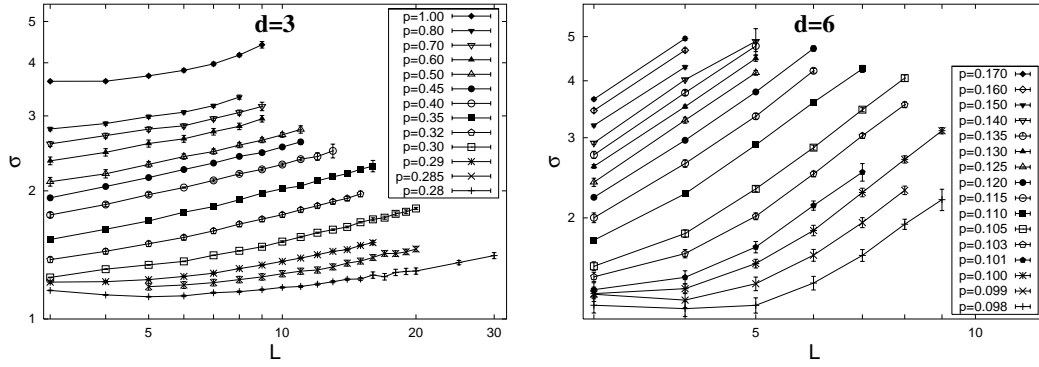 d=3
σ
5
4
3
2
1
5
10
20
30
L
p=1.00
p=0.80
p=0.70
p=0.60
p=0.50
p=0.45
p=0.40
p=0.35
p=0.32
p=0.30
p=0.29
p=0.285
p=0.28
d=6
σ
5
4
3
2
1
5
10
L
p=0.170
p=0.160
p=0.150
p=0.140
p=0.135
p=0.130
p=0.125
p=0.120
p=0.115
p=0.110
p=0.105
p=0.103
p=0.101
p=0.100
p=0.099
p=0.098